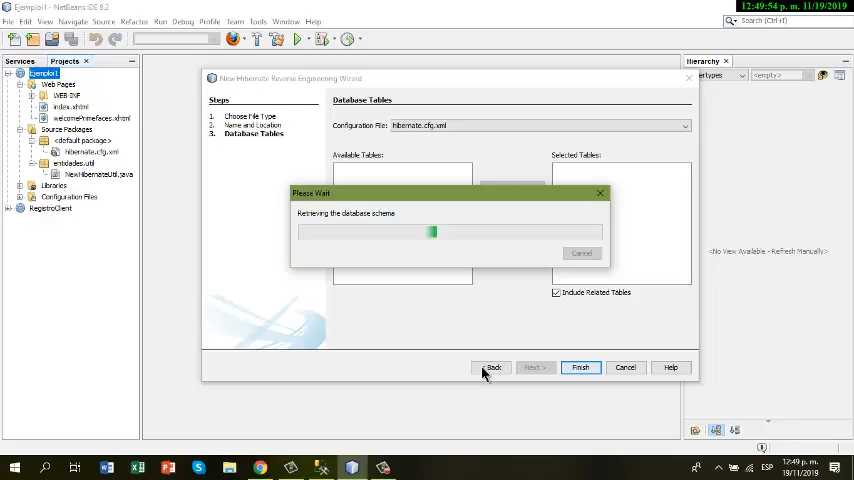 12:49:54 p. m. 11/19/2019
Ejemplo1 - NetBeans IDE 8.2
File Edit View Navigate Source Refactor Run Debug Profile Team Tools Window Help
Search (Ctrl+I)
Services Projects
Hierarchy
Ejemploi1
Web Pages
WEB-INF
index.xhtml
welcomePrimefaces.xhtml
Source Packages
<default package>
hibernate.cfg.xml
entidades.util
NewHibernateUtil.java
Libraries
Configuration Files
RegistroClient
New Hibernate Reverse Engineering Wizard
Steps
1. Choose File Type
2. Name and Location
3. Database Tables
Database Tables
Configuration File: hibernate.cfg.xml
Available Tables:
Selected Tables:
Please Wait
Retrieving the database schema
Cancel
Include Related Tables
< Back Next > Finish Cancel Help
<empty>
<No View Available - Refresh Manually>
ESP
12:49 p. m.
19/11/2019